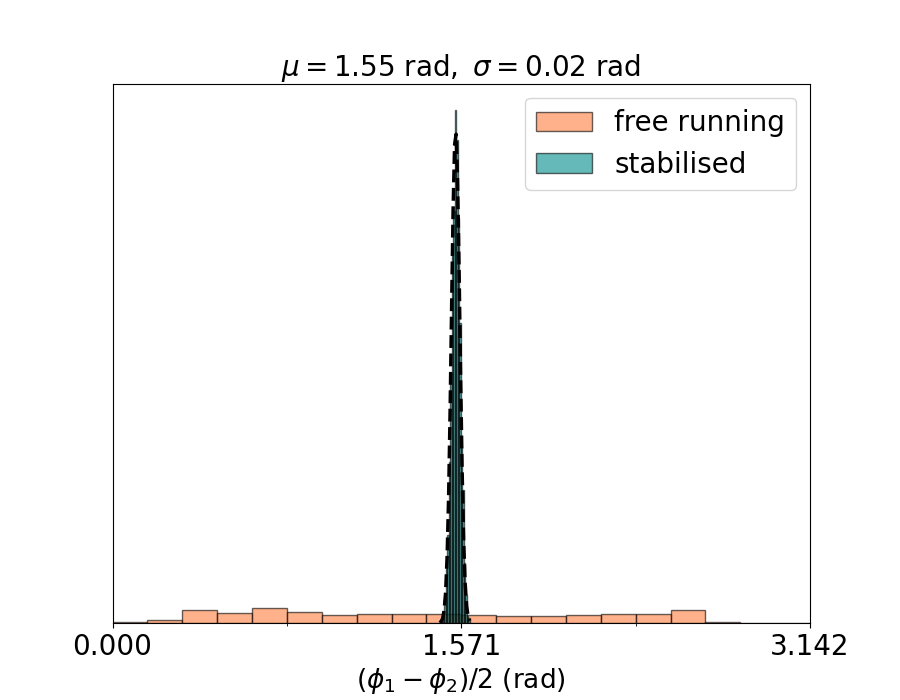 μ = 1.55 rad, σ = 0.02 rad
free running
stabilised
0.000 1.571 3.142
(ϕ₁ − ϕ₂)/2 (rad)